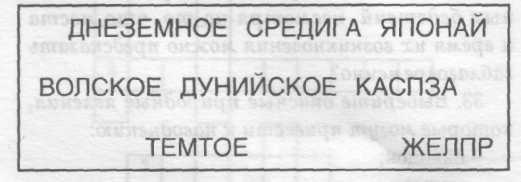 ДНЕЗЕМНОЕ СРЕДИГА ЯПОНАЙ
ВОЛСКОЕ ДУНИЙСКОЕ КАСПЗА
ТЕМТОЕ ЖЕЛПР